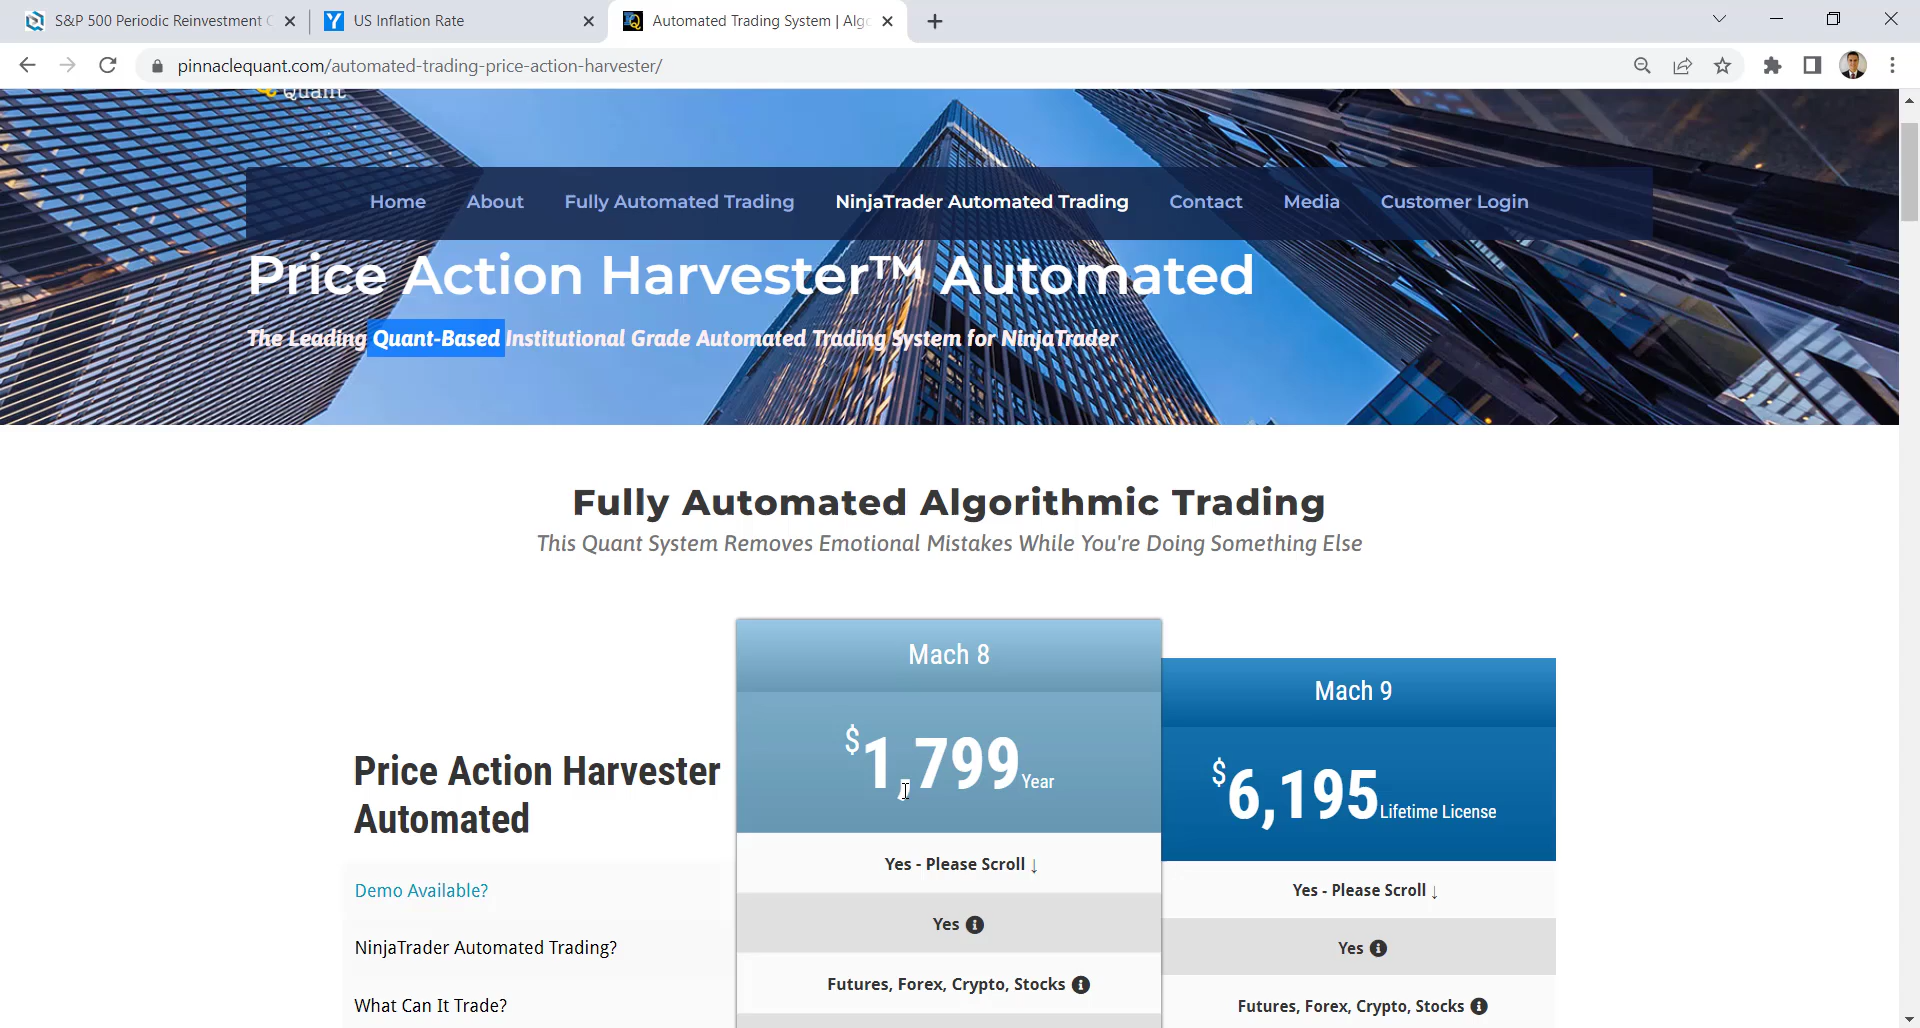 S&P 500 Periodic Reinvestment C
US Inflation Rate
Automated Trading System | Algo
pinnaclequant.com/automated-trading-price-action-harvester/
Quant
Home About Fully Automated Trading NinjaTrader Automated Trading Contact Media Customer Login
Price Action Harvester™ Automated
The Leading Quant-Based Institutional Grade Automated Trading System for NinjaTrader
Fully Automated Algorithmic Trading
This Quant System Removes Emotional Mistakes While You're Doing Something Else
Mach 8
Mach 9
$1,799 Year
$6,195 Lifetime License
Price Action Harvester
Automated
Yes - Please Scroll ↓
Demo Available?
Yes - Please Scroll ↓
Yes
NinjaTrader Automated Trading?
Yes
Futures, Forex, Crypto, Stocks
What Can It Trade?
Futures, Forex, Crypto, Stocks